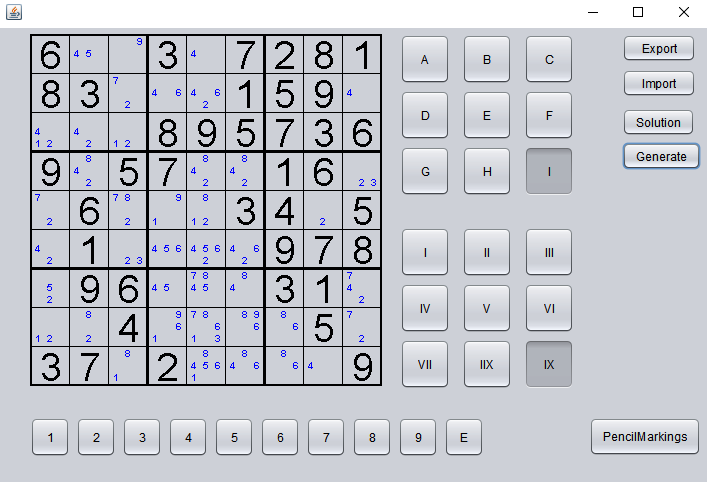 6 4 5 9 3 4 7 2 8 1
8 3 7 2 4 6 4 6 2 1 5 9 4
4 1 2 4 2 1 2 8 9 5 7 3 6
9 8 4 2 5 7 8 4 2 8 4 2 1 6 2 3
7 2 6 7 8 2 9 1 8 1 2 3 4 2 5
4 2 1 2 3 4 5 6 4 5 6 2 4 6 2 9 7 8
5 2 9 6 4 5 7 8 4 5 8 4 3 1 7 4 2
1 2 8 2 4 9 6 1 7 8 6 1 3 8 9 6 8 6 5 7 2
3 7 8 1 2 8 4 5 6 1 8 6 8 6 4 9
A B C
D E F
G H I
I II III
IV V VI
VII IIX IX
Export
Import
Solution
Generate
1 2 3 4 5 6 7 8 9 E
PencilMarkings